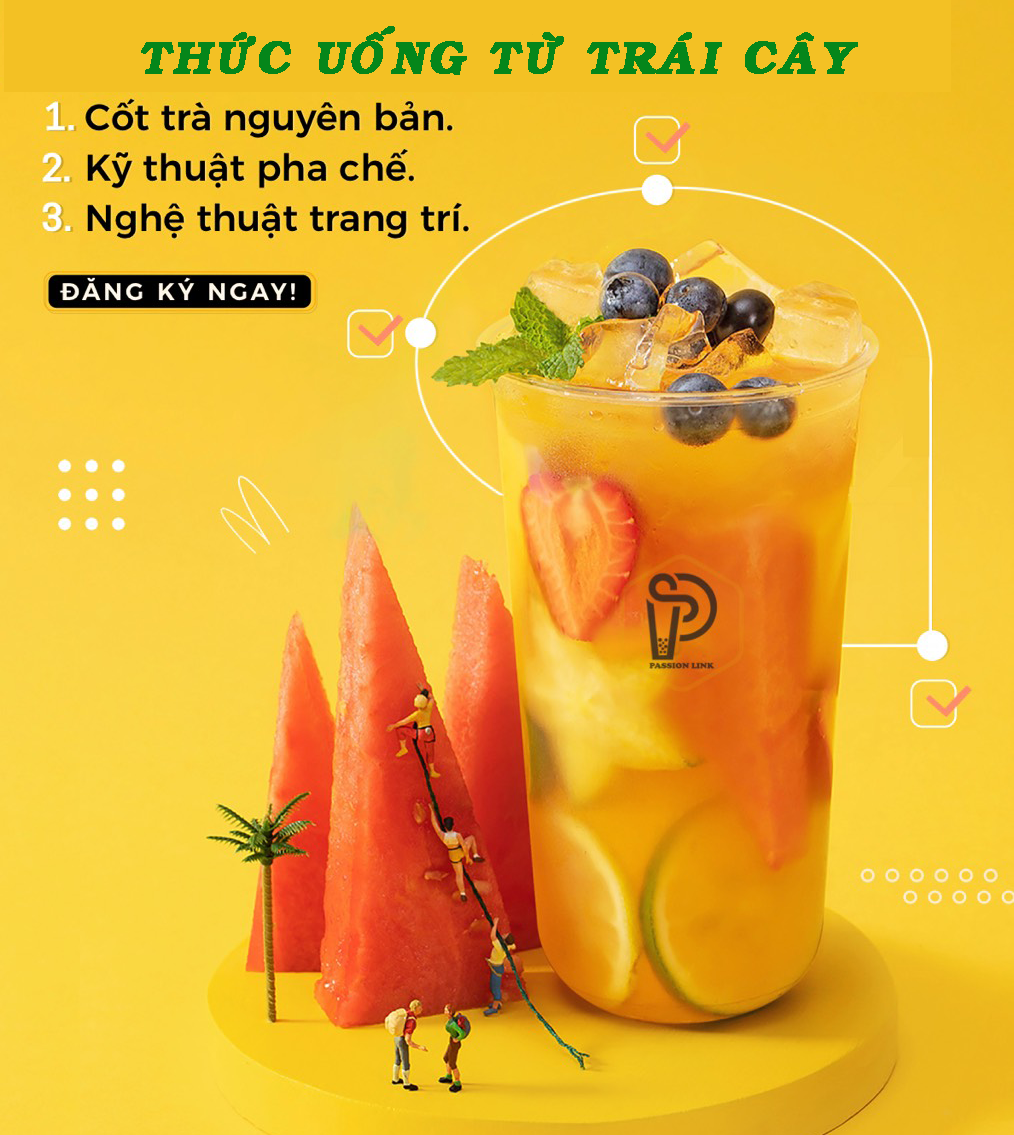 THỨC UỐNG TỪ TRÁI CÂY
1. Cốt trà nguyên bản.
2. Kỹ thuật pha chế.
3. Nghệ thuật trang trí.
ĐĂNG KÝ NGAY!
PASSION LINK